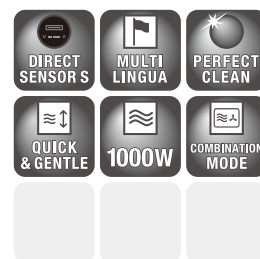 DIRECT
SENSOR S
MULTI
LINGUA
PERFECT
CLEAN
QUICK
& GENTLE
1000W
COMBINATION
MODE